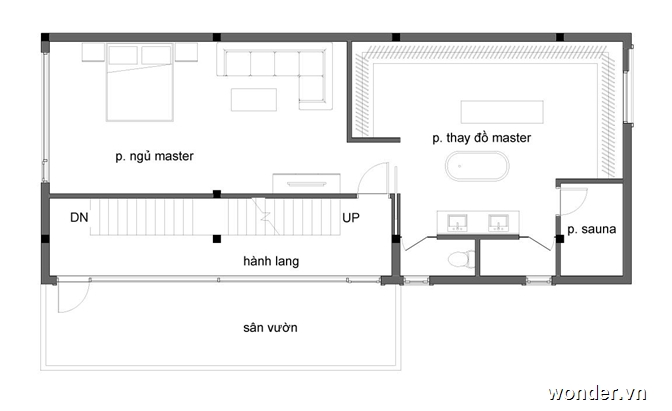 p. thay đồ master
p. ngủ master
DN
UP
p. sauna
hành lang
sân vườn
wonder.vn